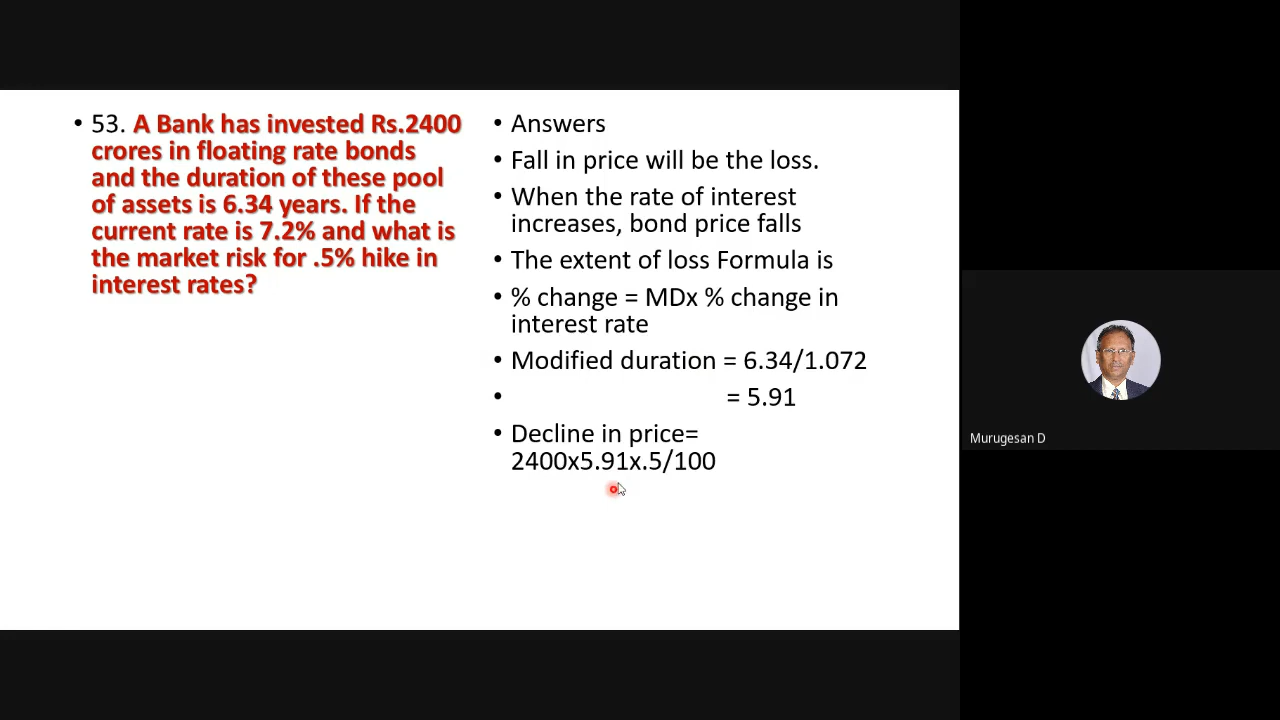 • 53. A Bank has invested Rs.2400
crores in floating rate bonds
and the duration of these pool
of assets is 6.34 years. If the
current rate is 7.2% and what is
the market risk for .5% hike in
interest rates?
• Answers
• Fall in price will be the loss.
• When the rate of interest
increases, bond price falls
• The extent of loss Formula is
• % change = MDx % change in
interest rate
• Modified duration = 6.34/1.072
• = 5.91
• Decline in price=
2400x5.91x.5/100
Murugesan D